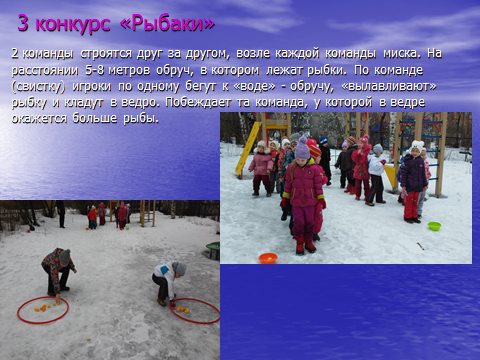 3 конкурс «Рыбаки»
2 команды строятся друг за другом, возле каждой команды миска. На
расстоянии 5-8 метров обруч, в котором лежат рыбки. По команде
(свистку) игроки по одному бегут к «воде» - обручу, «вылавливают»
рыбку и кладут в ведро. Побеждает та команда, у которой в ведре
окажется больше рыбы.